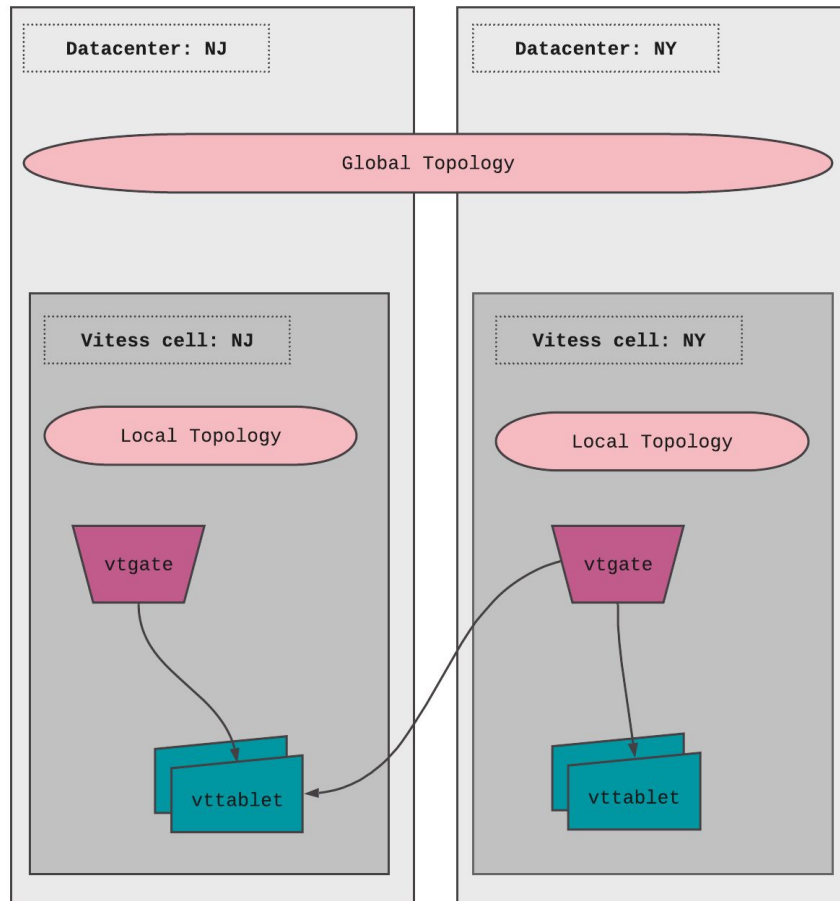 Datacenter: NJ
Datacenter: NY
Global Topology
Vitess cell: NJ
Vitess cell: NY
Local Topology
Local Topology
vtgate
vtgate
vttablet
vttablet